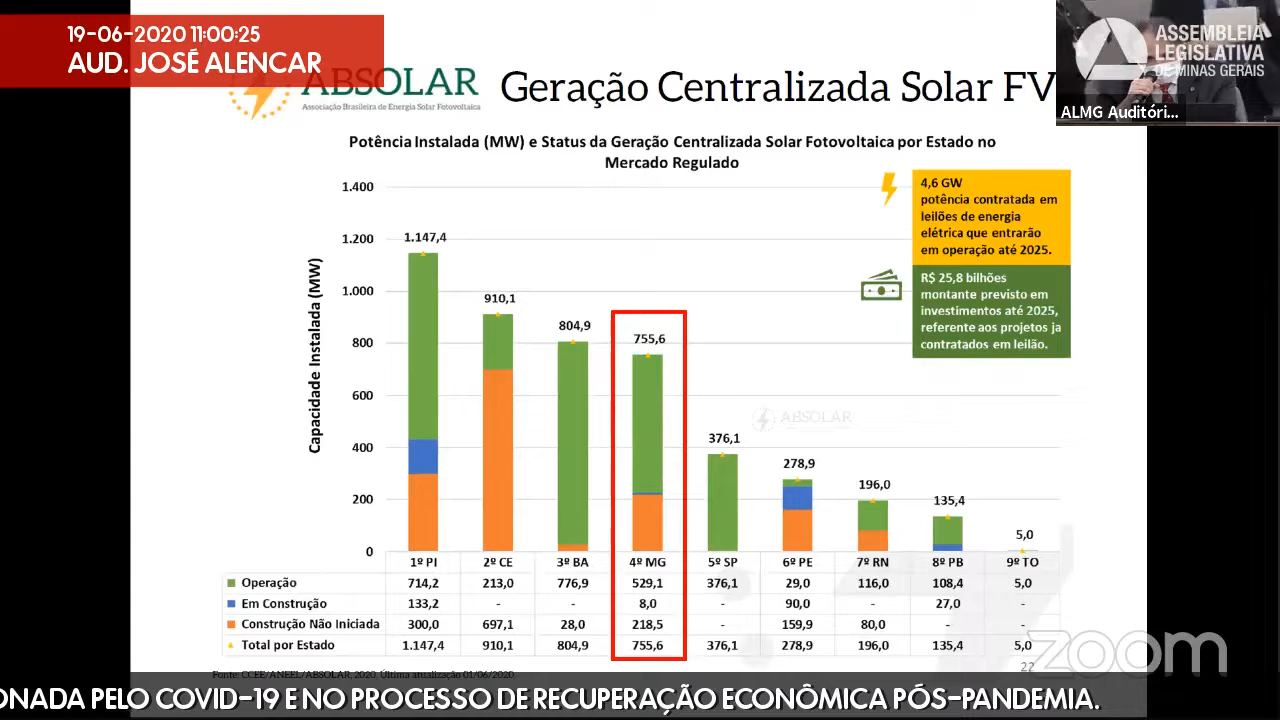 19-06-2020 11:00:25
AUD. JOSÉ ALENCAR
ABSOLAR
Associação Brasileira de Energia Solar Fotovoltaica
Geração Centralizada Solar FV
ASSEMBLEIA
LEGISLATIVA
DE MINAS GERAIS
ALMG Auditóri...
Potência Instalada (MW) e Status da Geração Centralizada Solar Fotovoltaica por Estado no
Mercado Regulado
4,6 GW
potência contratada em
leilões de energia
elétrica que entrarão
em operação até 2025.
R$ 25,8 bilhões
montante previsto em
investimentos até 2025,
referente aos projetos ja
contratados em leilão.
Capacidade Instalada (MW)
1.400
1.200
1.000
800
600
400
200
0
1.147,4
910,1
804,9
755,6
376,1
278,9
196,0
135,4
5,0
ABSOLAR
1º PI 2º CE 3º BA 4º MG 5º SP 6º PE 7º RN 8º PB 9º TO
Operação 714,2 213,0 776,9 529,1 376,1 29,0 116,0 108,4 5,0
Em Construção 133,2 - - 8,0 - 90,0 - 27,0 -
Construção Não Iniciada 300,0 697,1 28,0 218,5 - 159,9 80,0 - -
Total por Estado 1.147,4 910,1 804,9 755,6 376,1 278,9 196,0 135,4 5,0
Fonte: CCEE/ANEEL/ABSOLAR, 2020. Última atualização 01/06/2020.
22
zoom
ONADA PELO COVID-19 E NO PROCESSO DE RECUPERAÇÃO ECONÔMICA PÓS-PANDEMIA.